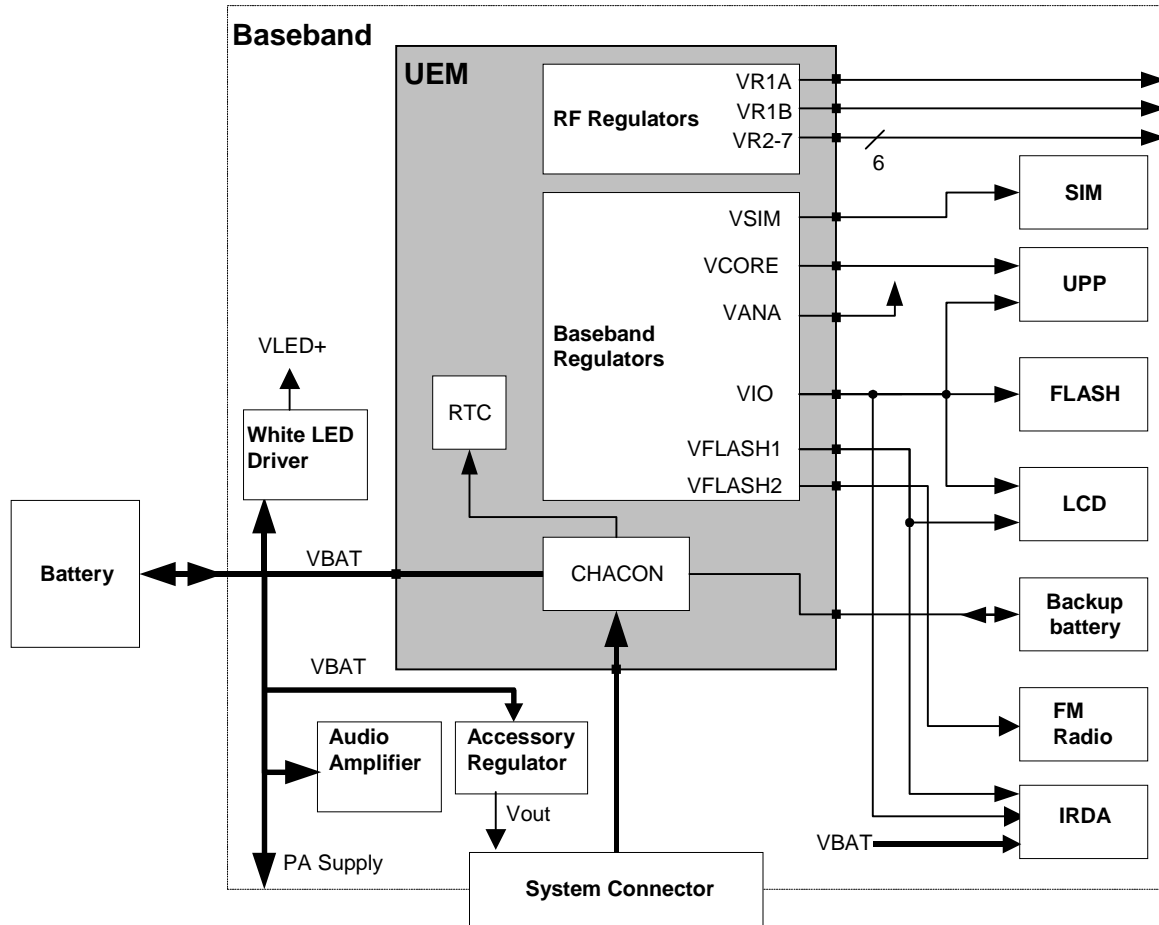 Baseband
UEM
RF Regulators
VR1A
VR1B
VR2-7
6
SIM
VSIM
VCORE
UPP
VANA
Baseband
Regulators
VLED+
VIO
FLASH
RTC
White LED
Driver
VFLASH1
VFLASH2
LCD
Battery
VBAT
CHACON
Backup
battery
VBAT
Audio
Amplifier
Accessory
Regulator
FM
Radio
Vout
IRDA
VBAT
PA Supply
System Connector